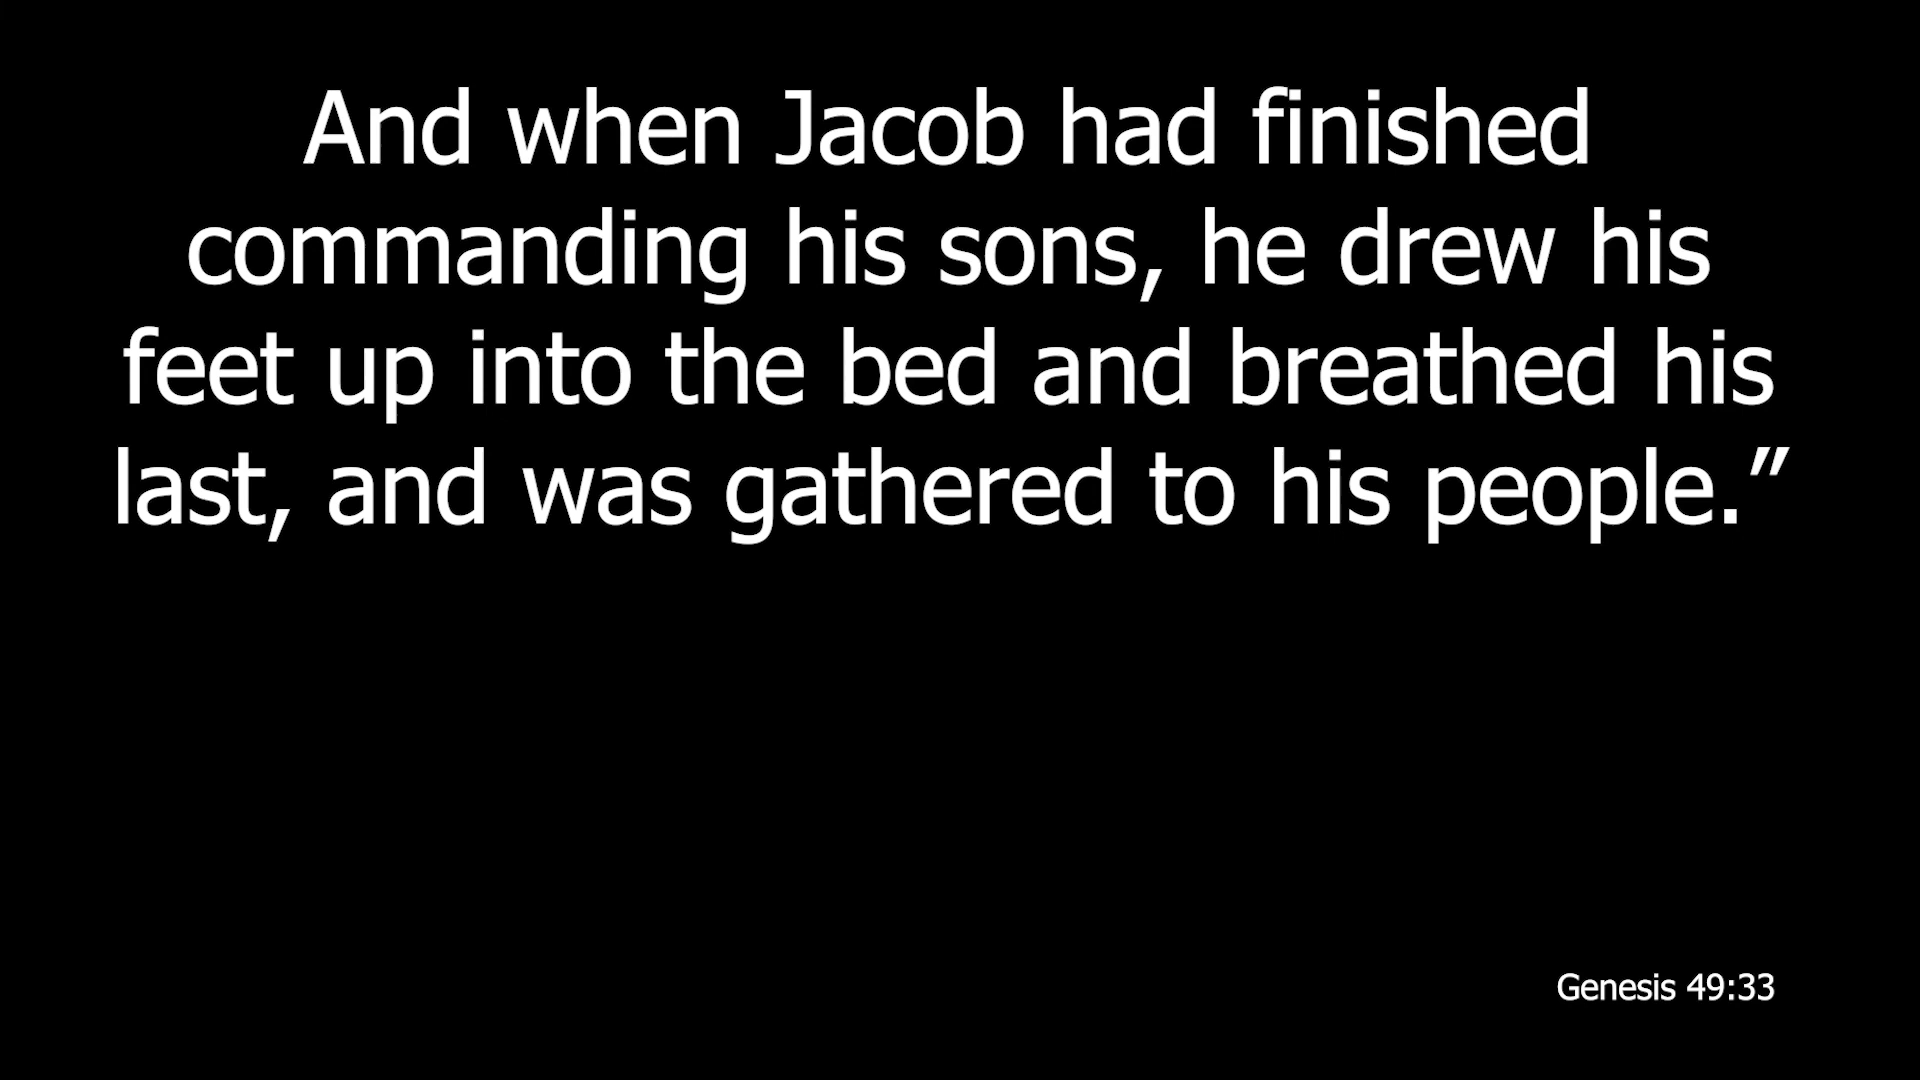 And when Jacob had finished
commanding his sons, he drew his
feet up into the bed and breathed his
last, and was gathered to his people.”
Genesis 49:33